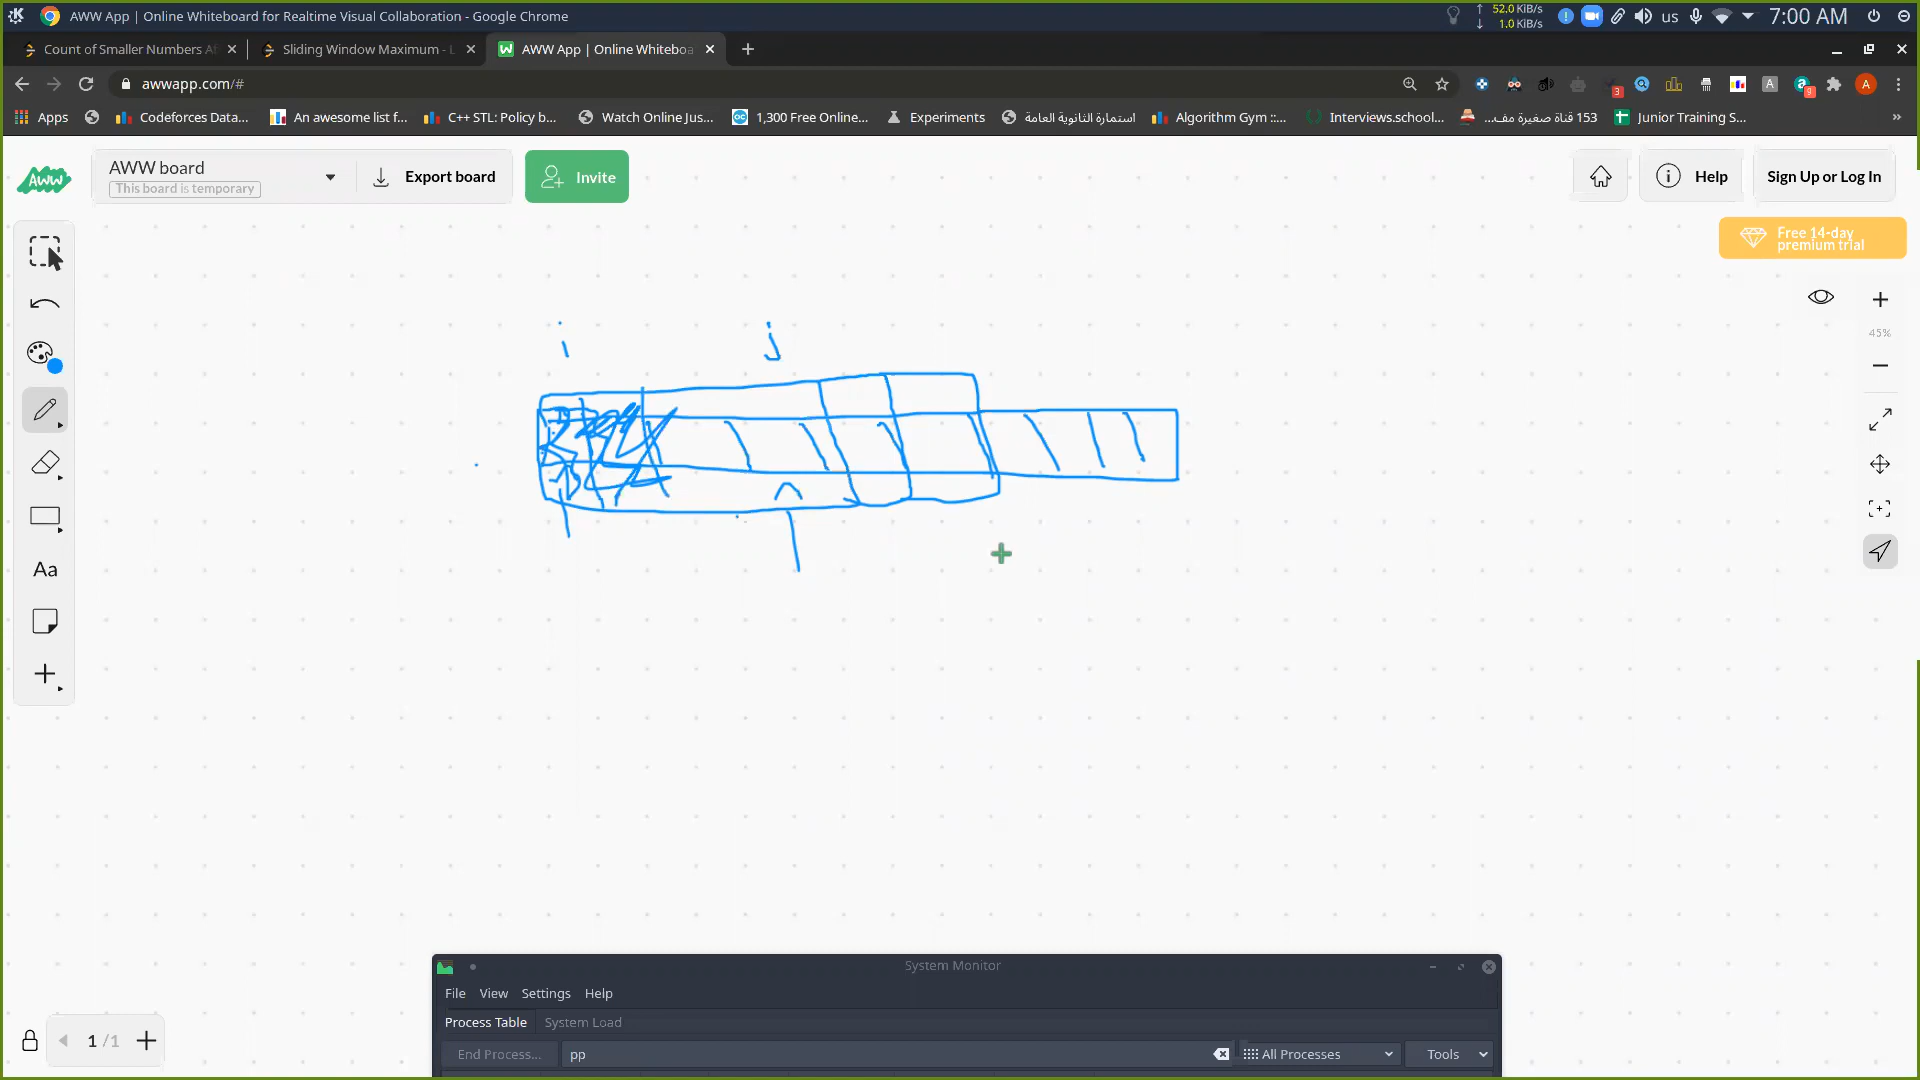 AWW App | Online Whiteboard for Realtime Visual Collaboration - Google Chrome
52.0 KiB/s
1.0 KiB/s
us
7:00 AM
Count of Smaller Numbers Af
Sliding Window Maximum - L
AWW App | Online Whiteboa
awwapp.com/#
3
A
9
A
Apps
Codeforces Data...
An awesome list f...
C++ STL: Policy b...
Watch Online Jus...
1,300 Free Online...
Experiments
استمارة الثانوية العامة
Algorithm Gym ::...
Interviews.school...
153 قناة صغيرة مف...
Junior Training S...
»
AWW
AWW board
This board is temporary
Export board
Invite
Help
Sign Up or Log In
Free 14-day
premium trial
45%
i j
Aa
1 /1
System Monitor
File View Settings Help
Process Table System Load
End Process... pp All Processes Tools